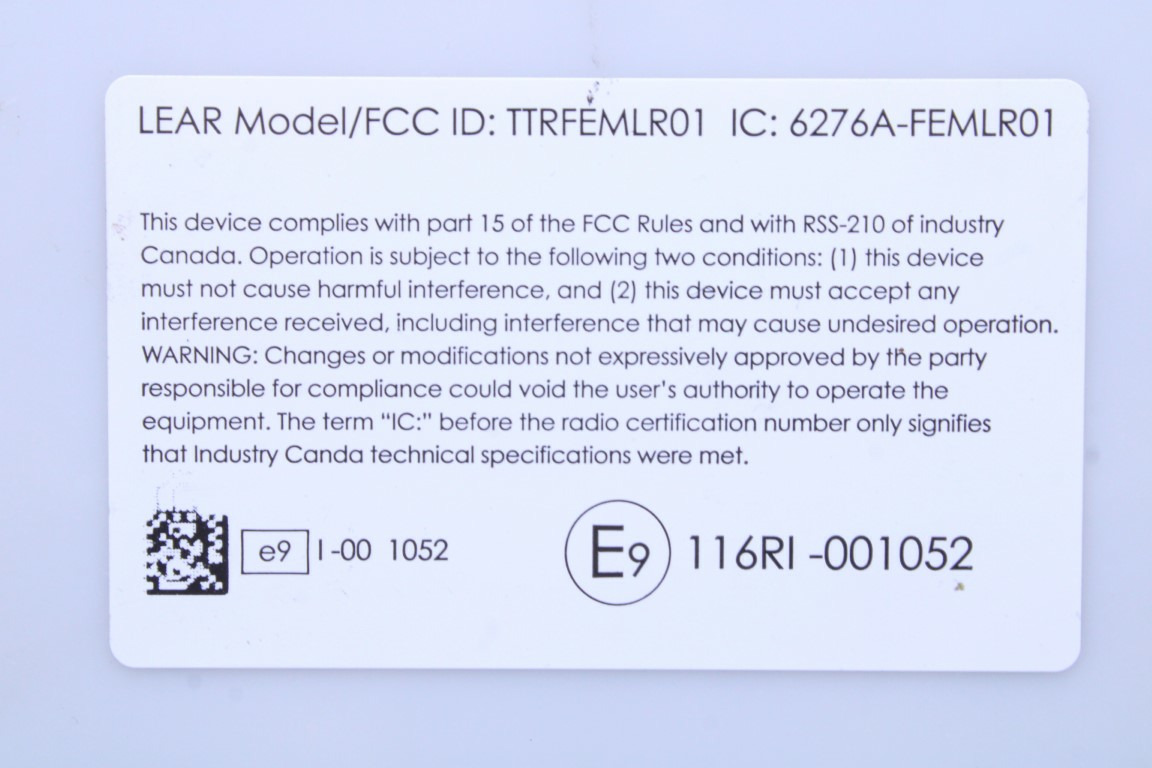 LEAR Model/FCC ID: TTRFEMLR01 IC: 6276A-FEMLR01
This device complies with part 15 of the FCC Rules and with RSS-210 of industry
Canada. Operation is subject to the following two conditions: (1) this device
must not cause harmful interference, and (2) this device must accept any
interference received, including interference that may cause undesired operation.
WARNING: Changes or modifications not expressively approved by the party
responsible for compliance could void the user's authority to operate the
equipment. The term “IC:” before the radio certification number only signifies
that Industry Canda technical specifications were met.
e9 I -00 1052 E9 116RI -001052